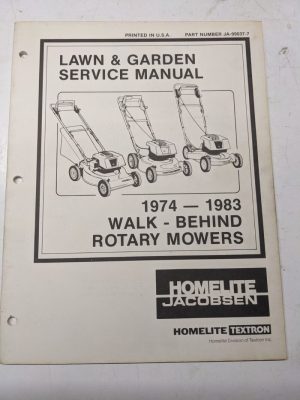 PRINTED IN U.S.A. PART NUMBER JA-99037-7
LAWN & GARDEN
SERVICE MANUAL
1974 — 1983
WALK - BEHIND
ROTARY MOWERS
HOMELITE
JACOBSEN
HOMELITE TEXTRON
Homelite Division of Textron Inc.